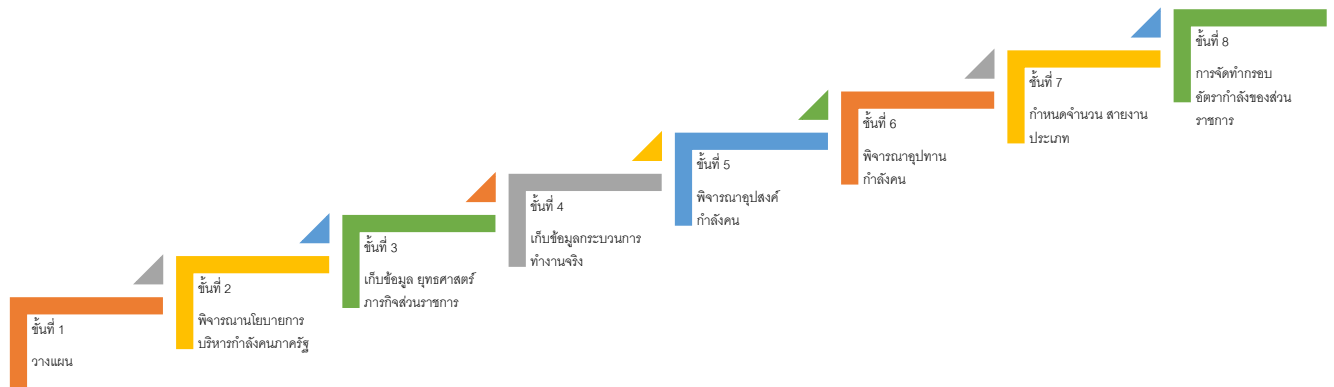 ขั้นที่ 1
วางแผน
ขั้นที่ 2
พิจารณานโยบายการ
บริหารกำลังคนภาครัฐ
ขั้นที่ 3
เก็บข้อมูล ยุทธศาสตร์
ภารกิจส่วนราชการ
ขั้นที่ 4
เก็บข้อมูลกระบวนการ
ทำงานจริง
ขั้นที่ 5
พิจารณาอุปสงค์
กำลังคน
ขั้นที่ 6
พิจารณาอุปทาน
กำลังคน
ขั้นที่ 7
กำหนดจำนวน สายงาน
ประเภท
ขั้นที่ 8
การจัดทำกรอบ
อัตรากำลังของส่วน
ราชการ